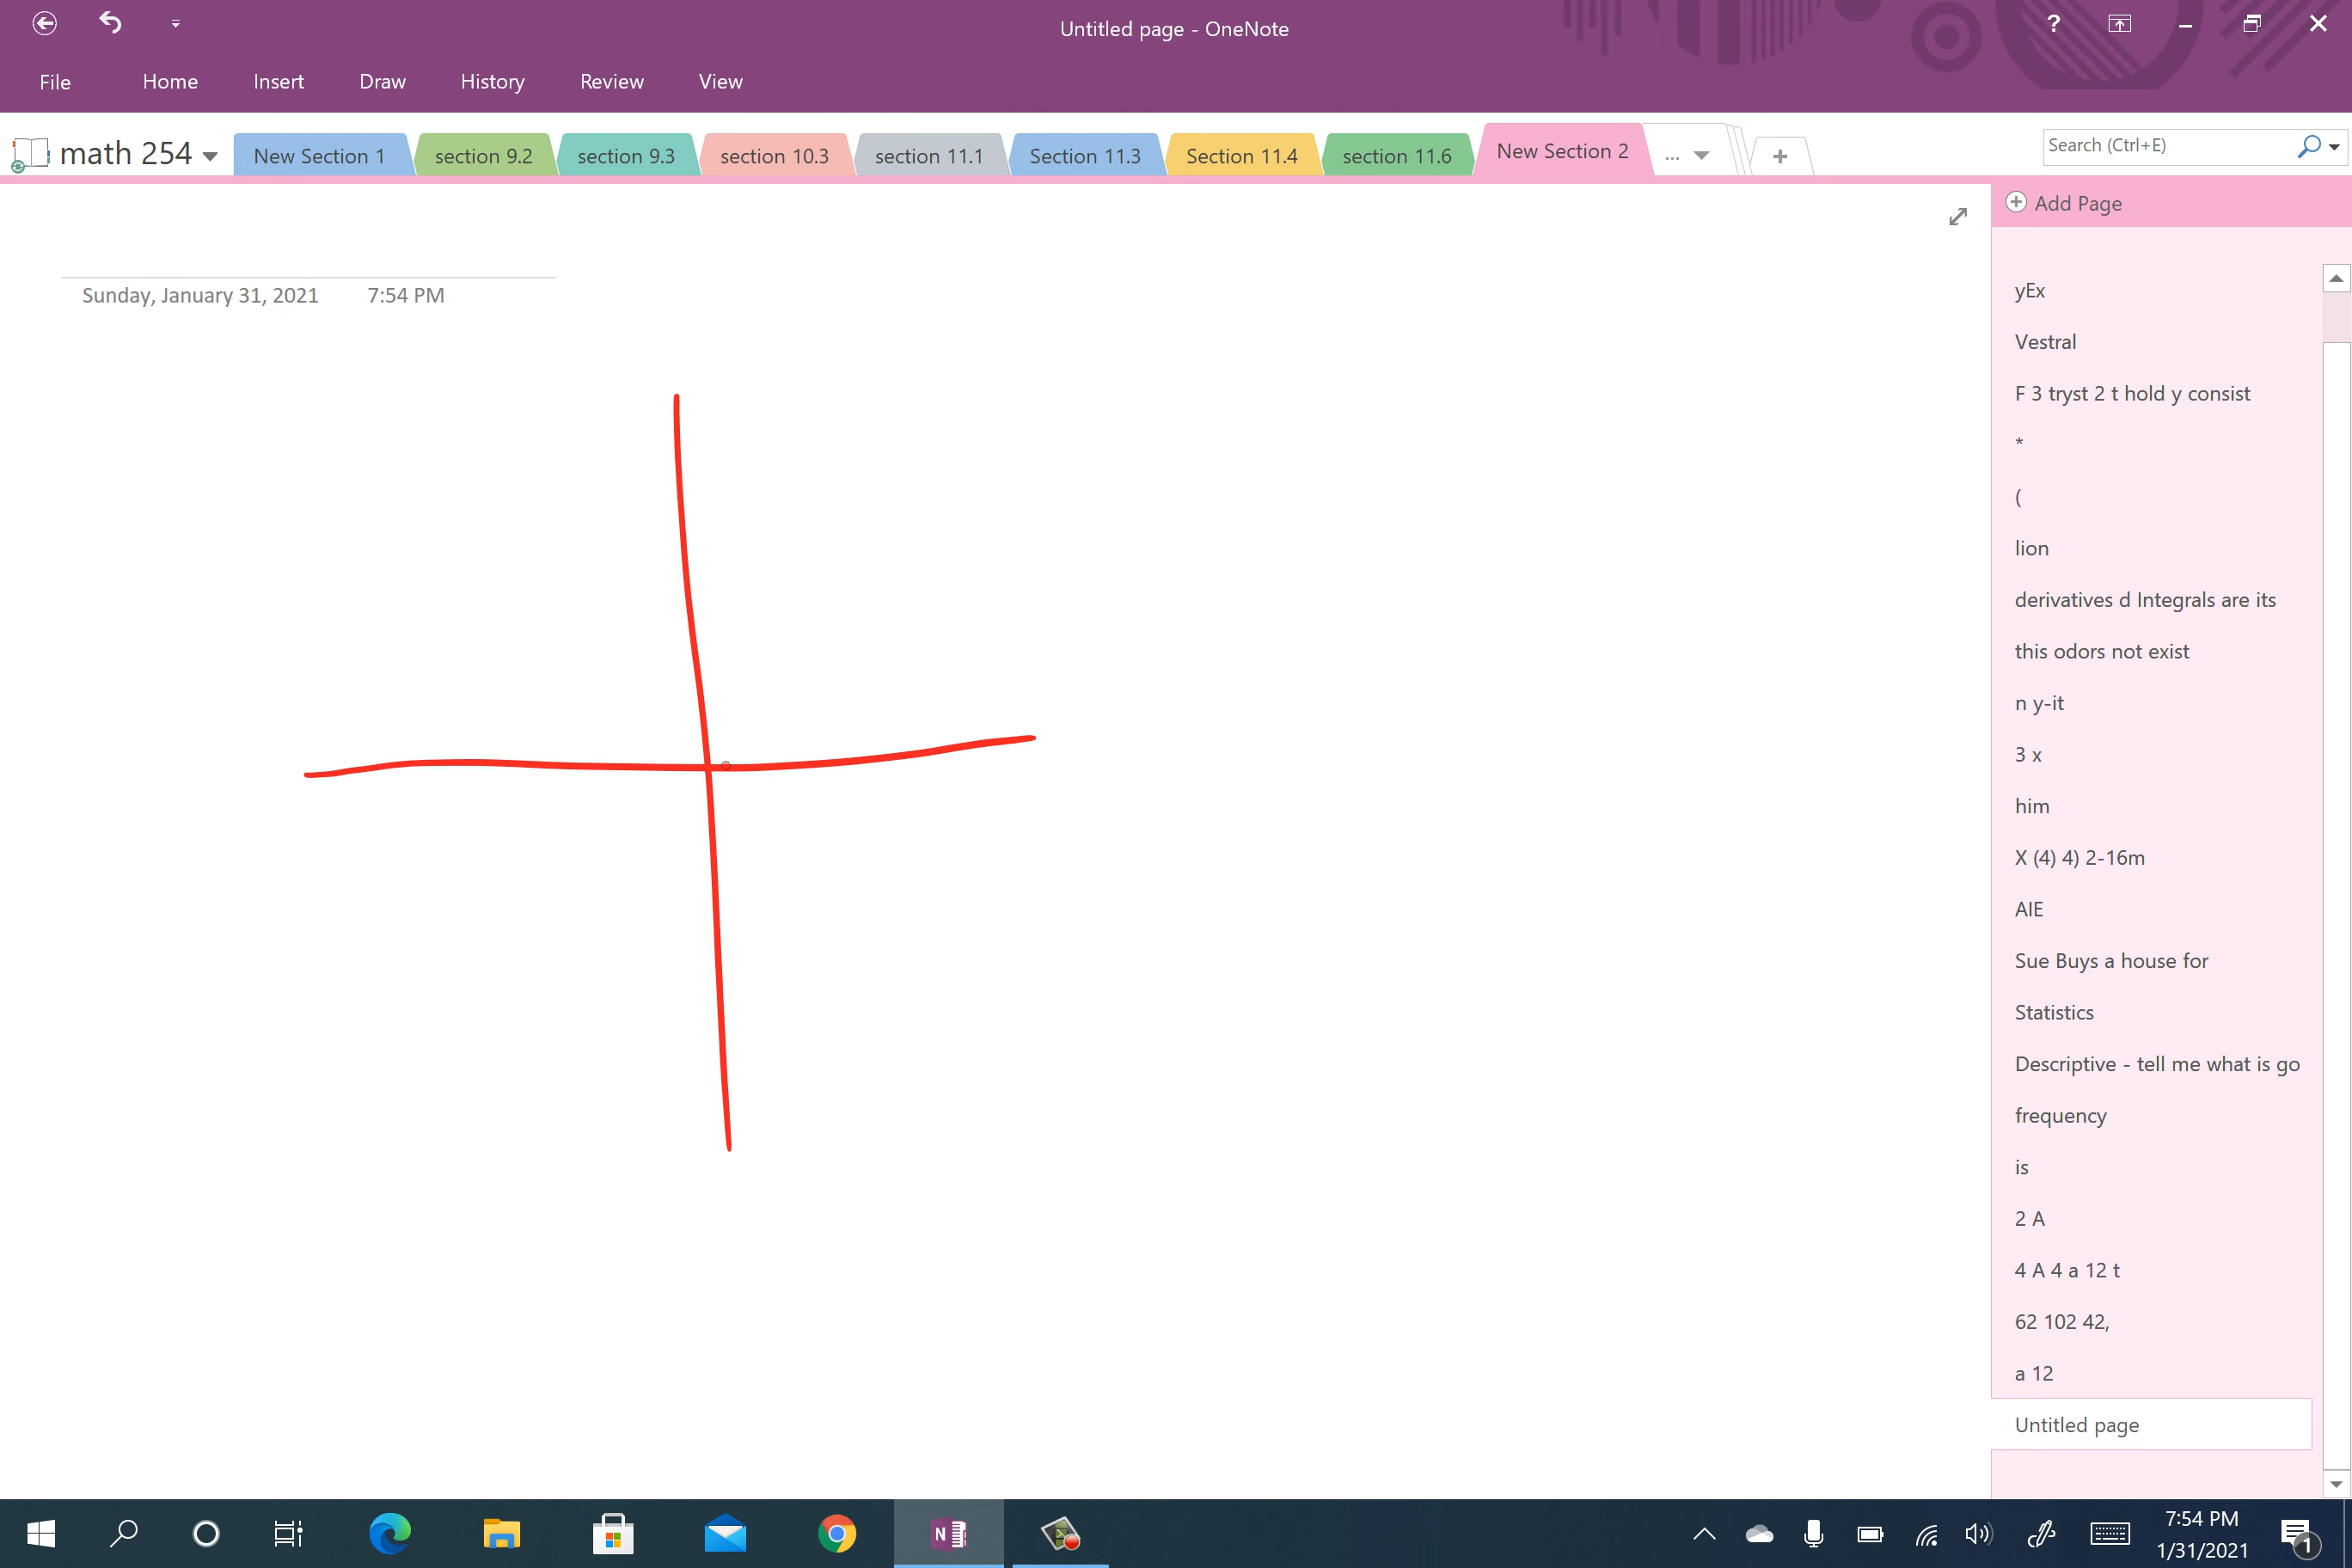 Untitled page - OneNote
File Home Insert Draw History Review View
math 254 New Section 1 section 9.2 section 9.3 section 10.3 section 11.1 Section 11.3 Section 11.4 section 11.6 New Section 2 ... Search (Ctrl+E)
Add Page
Sunday, January 31, 2021 7:54 PM
yEx
Vestral
F 3 tryst 2 t hold y consist
*
(
lion
derivatives d Integrals are its
this odors not exist
n y-it
3 x
him
X (4) 4) 2-16m
AIE
Sue Buys a house for
Statistics
Descriptive - tell me what is go
frequency
is
2 A
4 A 4 a 12 t
62 102 42,
a 12
Untitled page
7:54 PM
1/31/2021
1